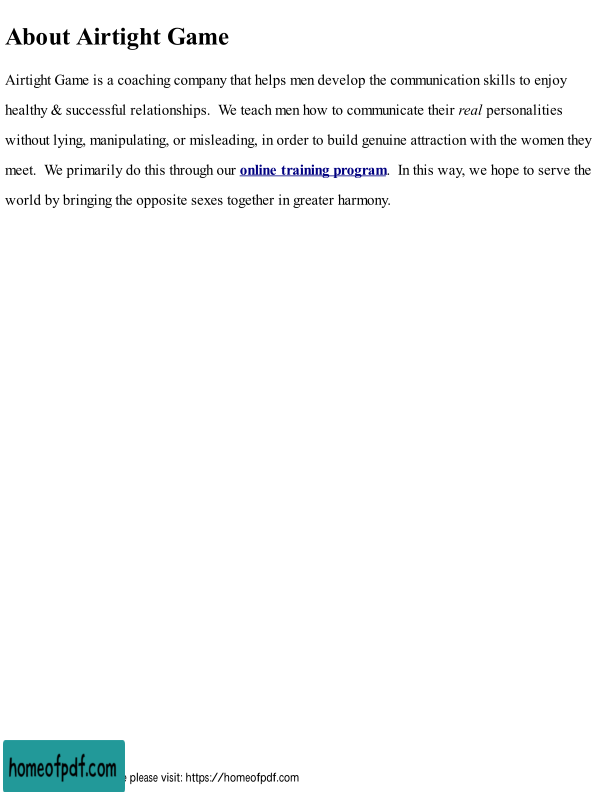 About Airtight Game
Airtight Game is a coaching company that helps men develop the communication skills to enjoy
healthy & successful relationships.  We teach men how to communicate their real personalities
without lying, manipulating, or misleading, in order to build genuine attraction with the women they
meet.  We primarily do this through our online training program.  In this way, we hope to serve the
world by bringing the opposite sexes together in greater harmony.
homeofpdf.com
please visit: https://homeofpdf.com